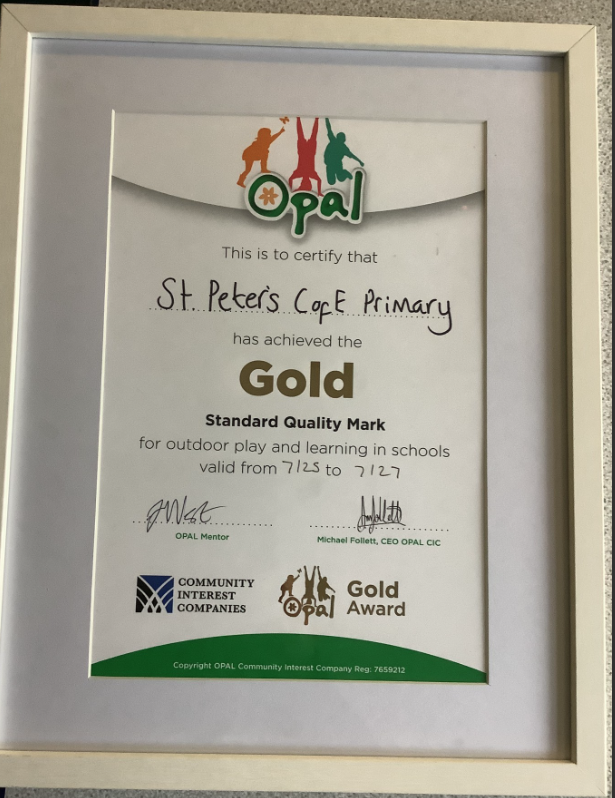 Opal
This is to certify that
St. Peter's CofE Primary
has achieved the
Gold
Standard Quality Mark
for outdoor play and learning in schools
valid from 7/25 to 7/27
OPAL Mentor
Michael Follett, CEO OPAL CIC
COMMUNITY
INTEREST
COMPANIES
Opal
Gold
Award
Copyright OPAL Community Interest Company Reg: 7659212